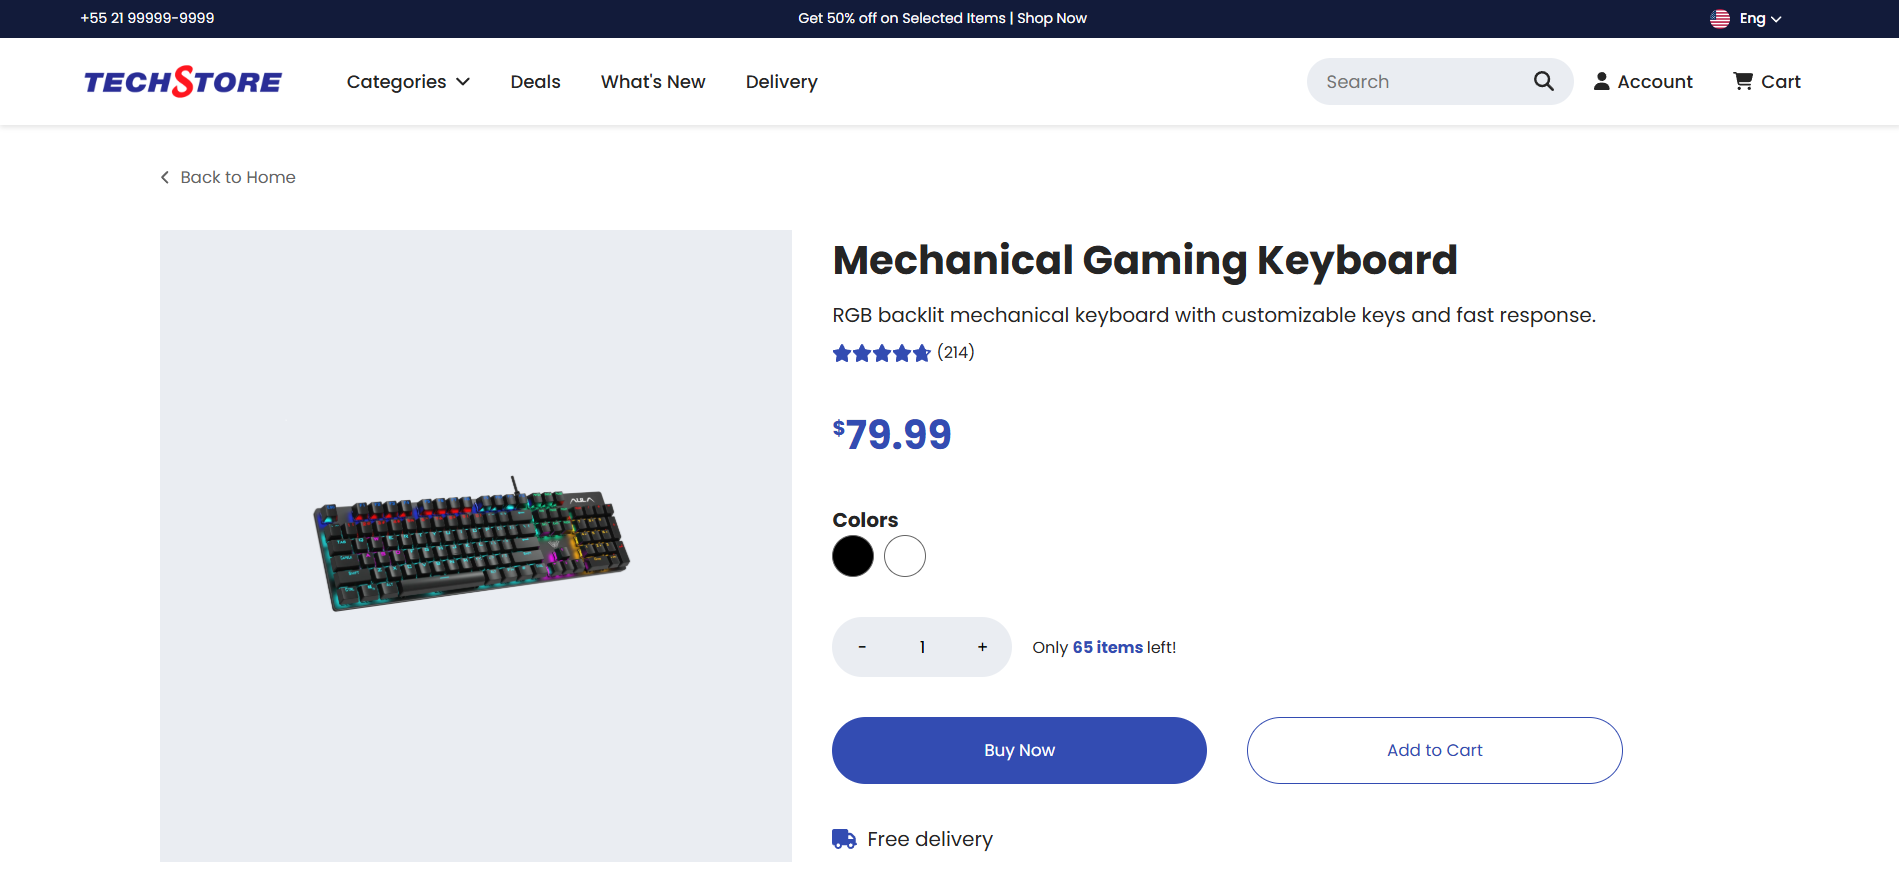 +55 21 99999-9999
Get 50% off on Selected Items | Shop Now
Eng
TECHSTORE
Categories
Deals
What's New
Delivery
Search
Account
Cart
Back to Home
Mechanical Gaming Keyboard
RGB backlit mechanical keyboard with customizable keys and fast response.
(214)
$79.99
Colors
AULA
- 1 +
Only 65 items left!
Buy Now
Add to Cart
Free delivery